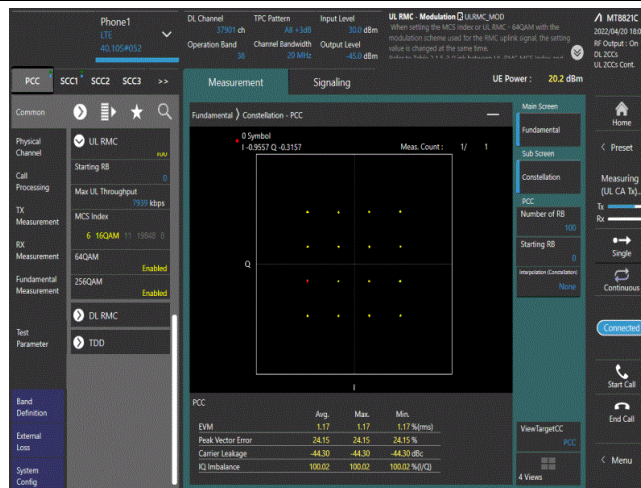 Phone1
LTE
40.105#052
DL Channel
37901 ch
TPC Pattern
All +3dB
Input Level
30.0 dBm
Operation Band
38
Channel Bandwidth
20 MHz
Output Level
-45.0 dBm
UL RMC - Modulation ULRMC_MOD
When setting the MCS Index or UL RMC - 64QAM with the
modulation scheme used for the RMC uplink signal, the setting
value is changed at the same time.
MT8821C
2022/04/20 18:0
RF Output : On
DL 2CCs
UL 2CCs Cont.
PCC
SCC1
SCC2
SCC3
>>
Measurement
Signaling
UE Power : 20.2 dBm
Common
Physical
Channel
Call
Processing
TX
Measurement
RX
Measurement
Fundamental
Measurement
Test
Parameter
Band
Definition
External
Loss
System
Config
UL RMC
Starting RB
0
Max UL Throughput
7939 kbps
MCS Index
6 16QAM 11 19848 8
64QAM
Enabled
256QAM
Enabled
DL RMC
TDD
Fundamental ⟩ Constellation - PCC
0 Symbol
I -0.9557 Q -0.3157
Meas. Count : 1/ 1
Q
I
PCC
Avg. Max. Min.
EVM 1.17 1.17 1.17 %(rms)
Peak Vector Error 24.15 24.15 24.15 %
Carrier Leakage -44.30 -44.30 -44.30 dBc
IQ Imbalance 100.02 100.02 100.02 %(I/Q)
Main Screen
Fundamental
Sub Screen
Constellation
PCC
Number of RB
100
Starting RB
0
Interpolation (Constellation)
None
ViewTargetCC
PCC
4 Views
Home
< Preset
Measuring
(UL CA Tx)...
Tx
Rx
Single
Continuous
Connected
Start Call
End Call
< Menu